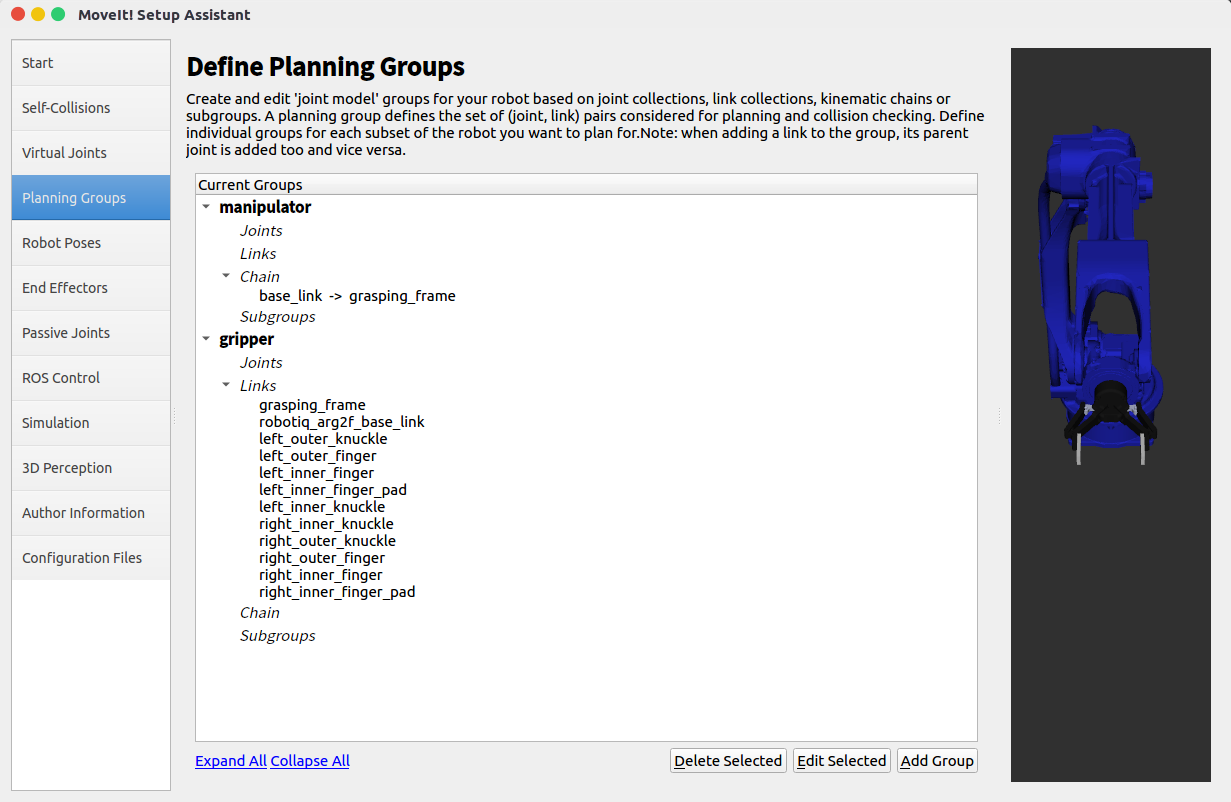 MoveIt! Setup Assistant
Start
Self-Collisions
Virtual Joints
Planning Groups
Robot Poses
End Effectors
Passive Joints
ROS Control
Simulation
3D Perception
Author Information
Configuration Files
Define Planning Groups
Create and edit 'joint model' groups for your robot based on joint collections, link collections, kinematic chains or
subgroups. A planning group defines the set of (joint, link) pairs considered for planning and collision checking. Define
individual groups for each subset of the robot you want to plan for.Note: when adding a link to the group, its parent
joint is added too and vice versa.
Current Groups
manipulator
Joints
Links
Chain
base_link -> grasping_frame
Subgroups
gripper
Joints
Links
grasping_frame
robotiq_arg2f_base_link
left_outer_knuckle
left_outer_finger
left_inner_finger
left_inner_finger_pad
left_inner_knuckle
right_inner_knuckle
right_outer_knuckle
right_outer_finger
right_inner_finger
right_inner_finger_pad
Chain
Subgroups
Expand All Collapse All
Delete Selected
Edit Selected
Add Group